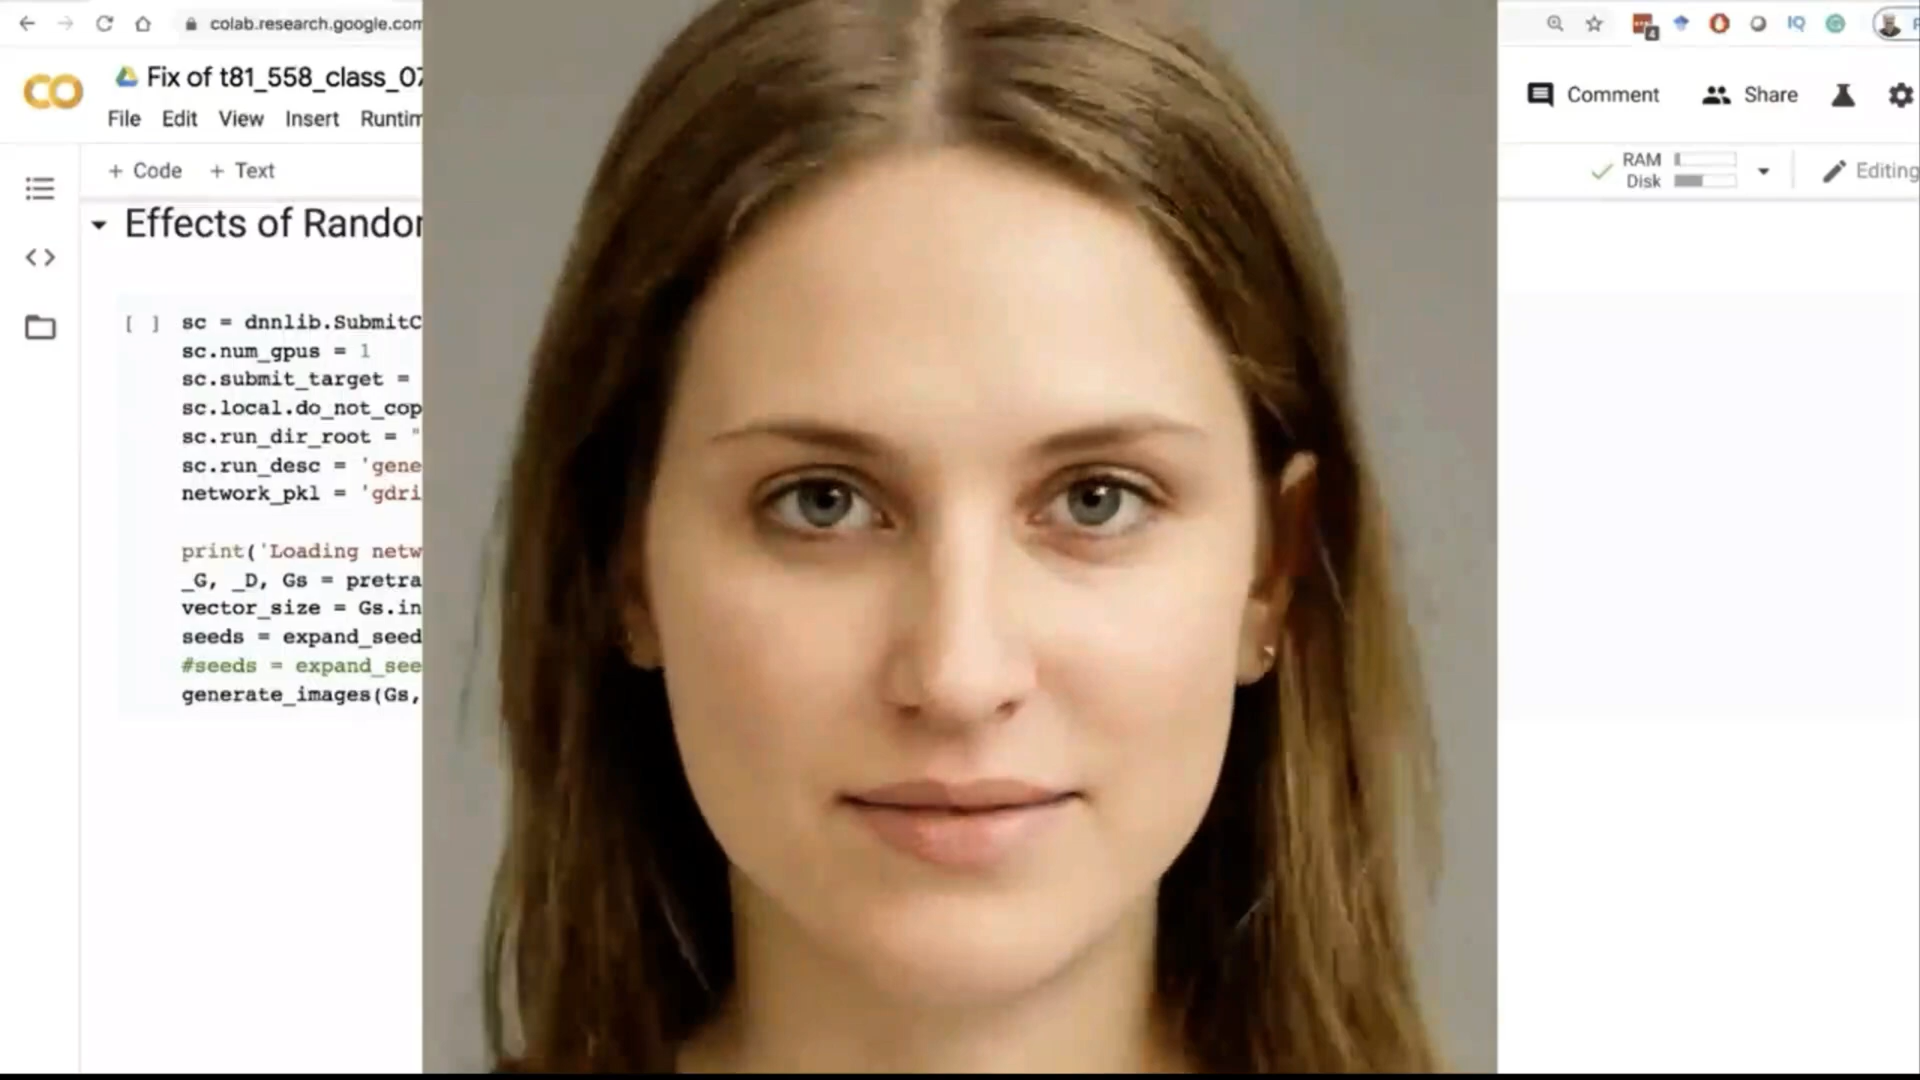 colab.research.google.com
4
CO
Fix of t81_558_class_07
Comment
Share
File Edit View Insert Runtim
+ Code + Text
RAM
Disk
Editing
Effects of Randor
[ ] sc = dnnlib.SubmitC
sc.num_gpus = 1
sc.submit_target =
sc.local.do_not_cop
sc.run_dir_root = "
sc.run_desc = 'gene
network_pkl = 'gdri
print('Loading netw
_G, _D, Gs = pretra
vector_size = Gs.in
seeds = expand_seed
#seeds = expand_see
generate_images(Gs,